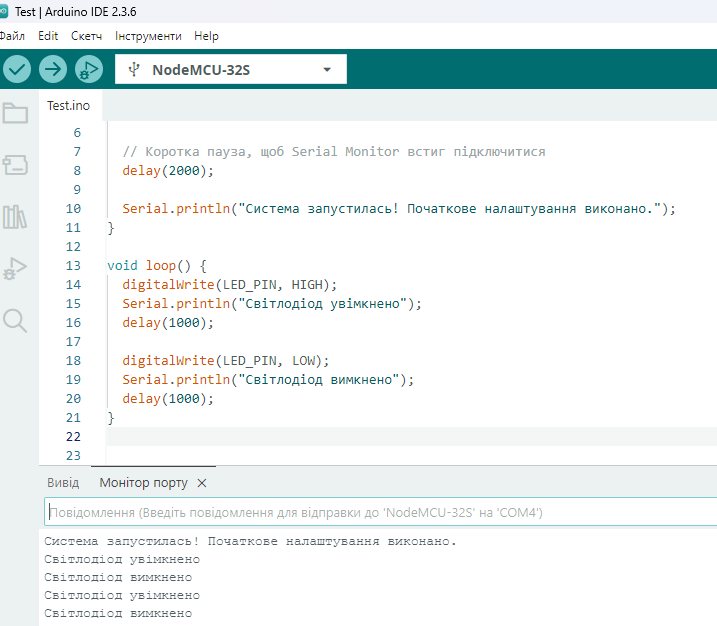 Test | Arduino IDE 2.3.6
Файл Edit Скетч Інструменти Help
NodeMCU-32S
Test.ino
6
7 // Коротка пауза, щоб Serial Monitor встиг підключитися
8 delay(2000);
9
10 Serial.println("Система запустилась! Початкове налаштування виконано.");
11 }
12
13 void loop() {
14 digitalWrite(LED_PIN, HIGH);
15 Serial.println("Світлодіод увімкнено");
16 delay(1000);
17
18 digitalWrite(LED_PIN, LOW);
19 Serial.println("Світлодіод вимкнено");
20 delay(1000);
21 }
22
23
Вивід Монітор порту
Повідомлення (Введіть повідомлення для відправки до 'NodeMCU-32S' на 'COM4')
Система запустилась! Початкове налаштування виконано.
Світлодіод увімкнено
Світлодіод вимкнено
Світлодіод увімкнено
Світлодіод вимкнено